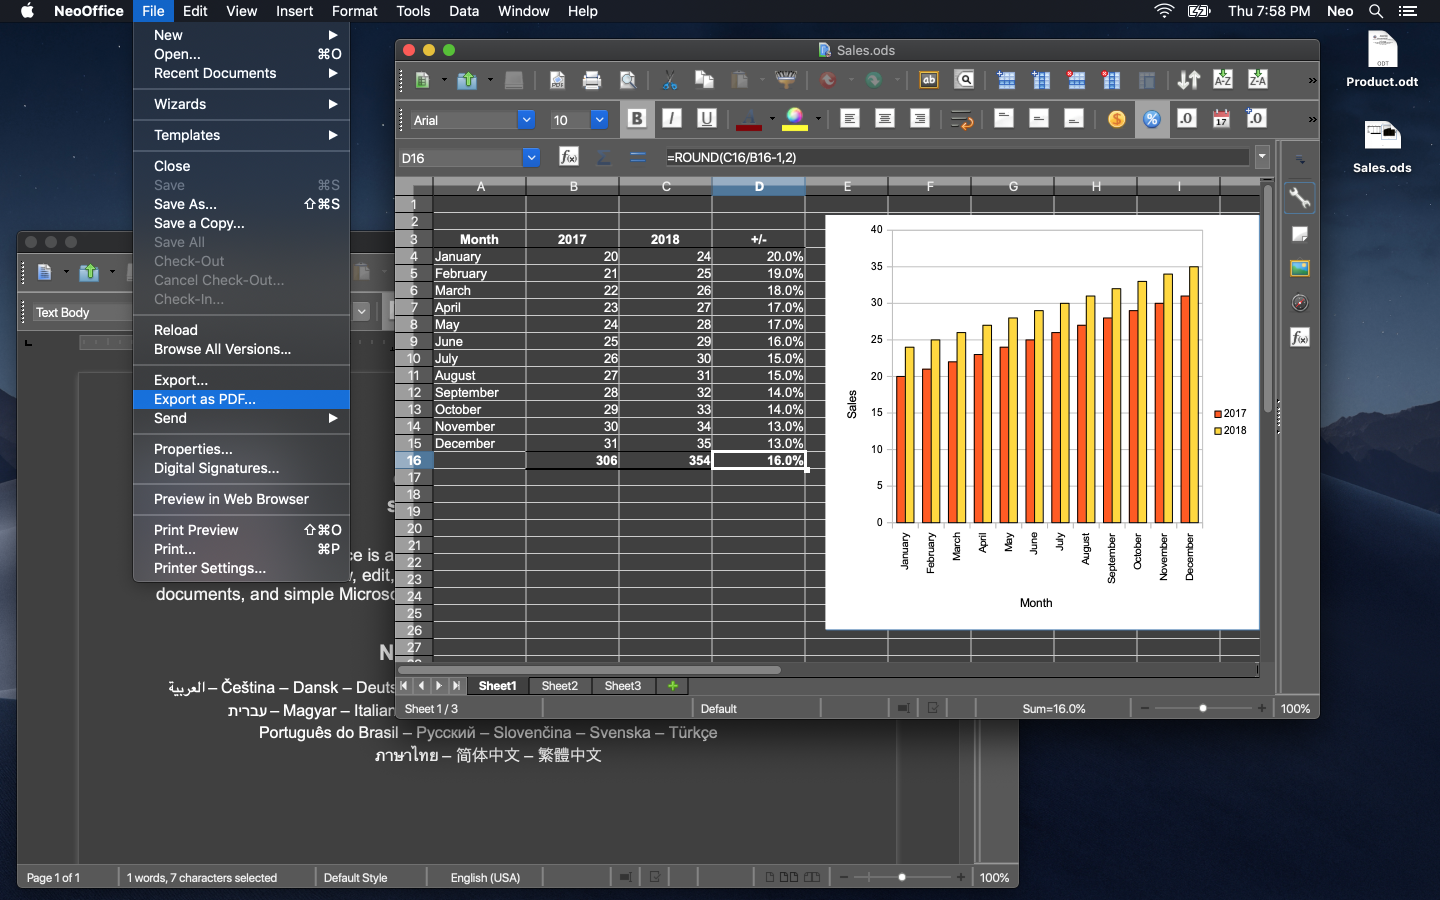 NeoOffice File Edit View Insert Format Tools Data Window Help Thu 7:58 PM Neo
New
Open... ⌘O
Recent Documents
Wizards
Templates
Close
Save ⌘S
Save As... ⇧⌘S
Save a Copy...
Save All
Check-Out
Cancel Check-Out...
Check-In...
Reload
Browse All Versions...
Export...
Export as PDF...
Send
Properties...
Digital Signatures...
Preview in Web Browser
Print Preview ⇧⌘O
Print... ⌘P
Printer Settings...
Product.odt
Sales.ods
Sales.ods
Arial 10 B I U
D16 =ROUND(C16/B16-1,2)
A B C D E F G H I
1
2
3 Month 2017 2018 +/-
4 January 20 24 20.0%
5 February 21 25 19.0%
6 March 22 26 18.0%
7 April 23 27 17.0%
8 May 24 28 17.0%
9 June 25 29 16.0%
10 July 26 30 15.0%
11 August 27 31 15.0%
12 September 28 32 14.0%
13 October 29 33 14.0%
14 November 30 34 13.0%
15 December 31 35 13.0%
16 306 354 16.0%
17
18
19
20
21
22
23
24
25
26
27
40
35
30
25
20
15
10
5
0
Sales
January February March April May June July August September October November December
Month
2017
2018
Sheet1 Sheet2 Sheet3
Sheet 1 / 3 Default Sum=16.0% 100%
Text Body
ce is a
, edit,
documents, and simple Microso
N
العربية – Čeština – Dansk – Deuts
עברית – Magyar – Italian
Português do Brasil – Русский – Slovenčina – Svenska – Türkçe
ภาษาไทย – 简体中文 – 繁體中文
Page 1 of 1 1 words, 7 characters selected Default Style English (USA) 100%